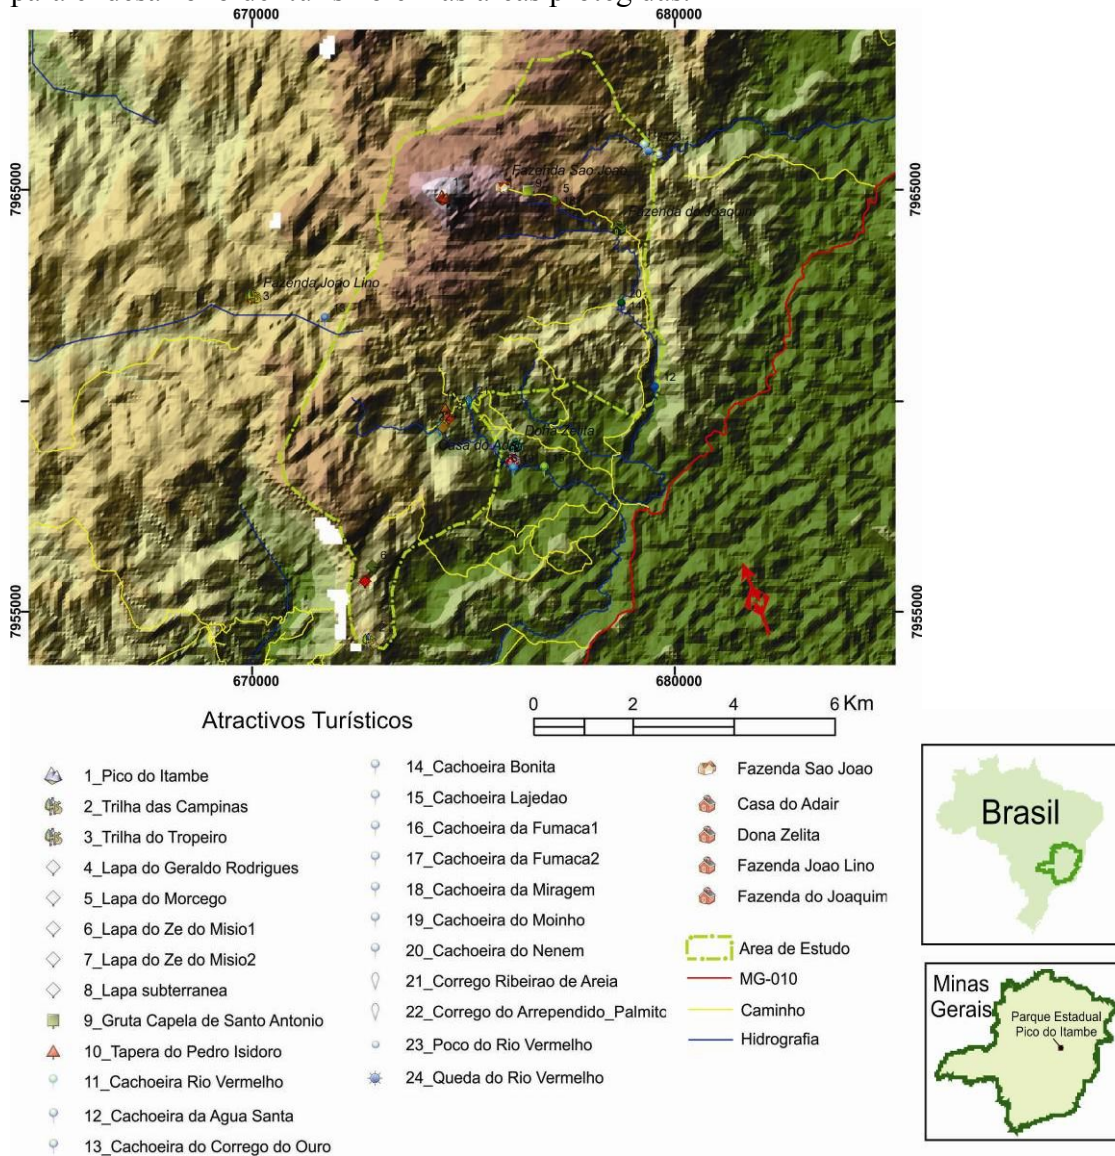 670000
680000
7965000
7965000
Fazenda Sao Joao
9
5
Fazenda do Joaquim
Fazenda Joao Lino
3
20
14
12
Dona Zelita
Casa do Adair
6
7955000
7955000
670000
680000
Atractivos Turísticos
0 2 4 6 Km
1_Pico do Itambe
2_Trilha das Campinas
3_Trilha do Tropeiro
4_Lapa do Geraldo Rodrigues
5_Lapa do Morcego
6_Lapa do Ze do Misio1
7_Lapa do Ze do Misio2
8_Lapa subterranea
9_Gruta Capela de Santo Antonio
10_Tapera do Pedro Isidoro
11_Cachoeira Rio Vermelho
12_Cachoeira da Agua Santa
13_Cachoeira do Corrego do Ouro
14_Cachoeira Bonita
15_Cachoeira Lajedao
16_Cachoeira da Fumaca1
17_Cachoeira da Fumaca2
18_Cachoeira da Miragem
19_Cachoeira do Moinho
20_Cachoeira do Nenem
21_Corrego Ribeirao de Areia
22_Corrego do Arrependido_Palmito
23_Poco do Rio Vermelho
24_Queda do Rio Vermelho
Fazenda Sao Joao
Casa do Adair
Dona Zelita
Fazenda Joao Lino
Fazenda do Joaquim
Area de Estudo
MG-010
Caminho
Hidrografia
Brasil
Minas
Gerais
Parque Estadual
Pico do Itambe